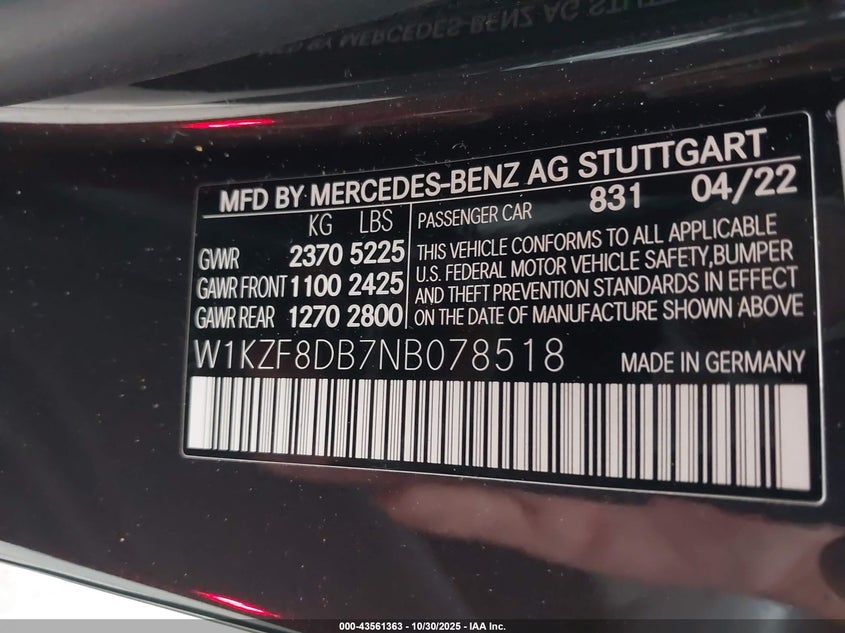 MFD BY MERCEDES-BENZ AG STUTTGART
KG LBS
GVWR 2370 5225
GAWR FRONT 1100 2425
GAWR REAR 1270 2800
PASSENGER CAR 831 04/22
THIS VEHICLE CONFORMS TO ALL APPLICABLE
U.S. FEDERAL MOTOR VEHICLE SAFETY, BUMPER
AND THEFT PREVENTION STANDARDS IN EFFECT
ON THE DATE OF MANUFACTURE SHOWN ABOVE
W1KZF8DB7NB078518
MADE IN GERMANY
000-43561363 - 10/30/2025 - IAA Inc.